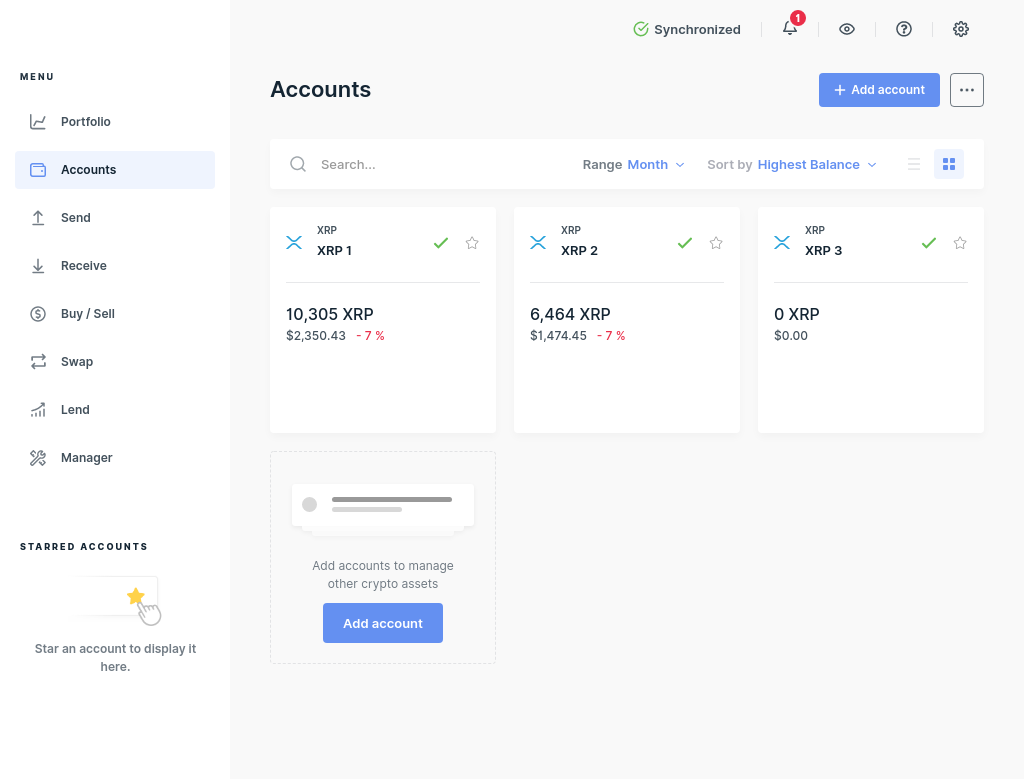 Synchronized
1
MENU
Portfolio
Accounts
Send
Receive
Buy / Sell
Swap
Lend
Manager
STARRED ACCOUNTS
Star an account to display it
here.
Accounts
+ Add account
...
Search...
Range Month
Sort by Highest Balance
XRP
XRP 1
10,305 XRP
$2,350.43 - 7 %
XRP
XRP 2
6,464 XRP
$1,474.45 - 7 %
XRP
XRP 3
0 XRP
$0.00
Add accounts to manage
other crypto assets
Add account